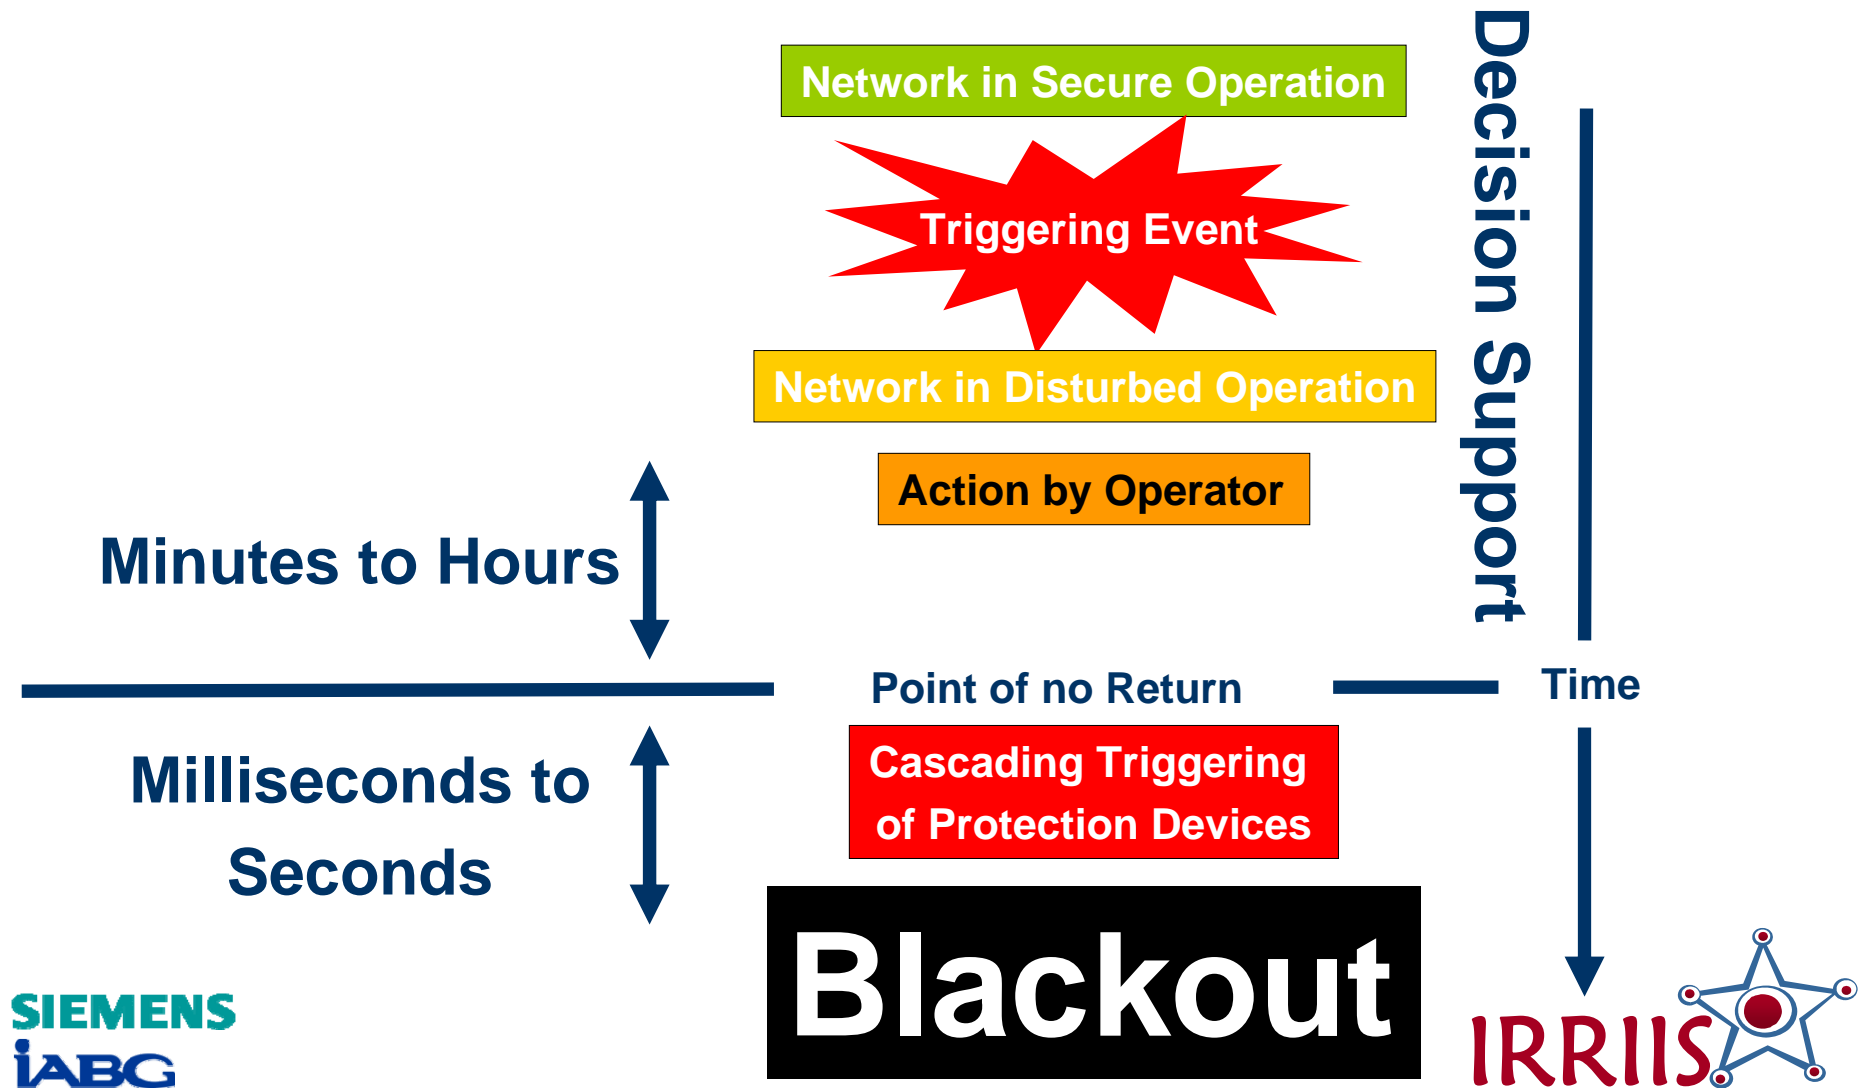 Network in Secure Operation
Triggering Event
Network in Disturbed Operation
Action by Operator
Decision Support
Minutes to Hours
Point of no Return
Time
Cascading Triggering
of Protection Devices
Milliseconds to
Seconds
Blackout
SIEMENS
iABG
IRRIIS